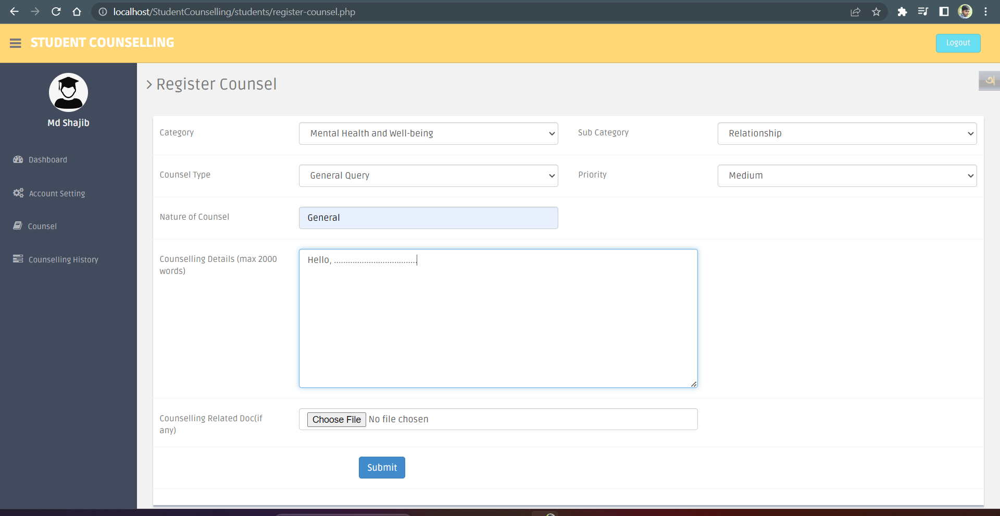 localhost/StudentCounselling/students/register-counsel.php
STUDENT COUNSELLING
Logout
Md Shajib
Dashboard
Account Setting
Counsel
Counselling History
Register Counsel
অ
Category
Mental Health and Well-being
Sub Category
Relationship
Counsel Type
General Query
Priority
Medium
Nature of Counsel
General
Counselling Details (max 2000
words)
Hello, ....................................
Counselling Related Doc(if
any)
Choose File No file chosen
Submit